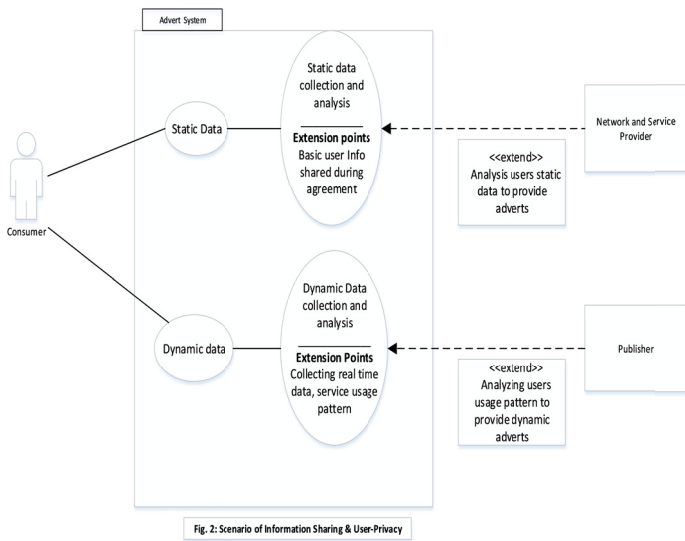 Advert System
Static data
collection and
analysis
Extension points
Basic user Info
shared during
agreement
Static Data
Network and Service
Provider
<<extend>>
Analysis users static
data to provide
adverts
Consumer
Dynamic Data
collection and
analysis
Extension Points
Collecting real time
data, service usage
pattern
Dynamic data
Publisher
<<extend>>
Analyzing users
usage pattern to
provide dynamic
adverts
Fig. 2: Scenario of Information Sharing & User-Privacy